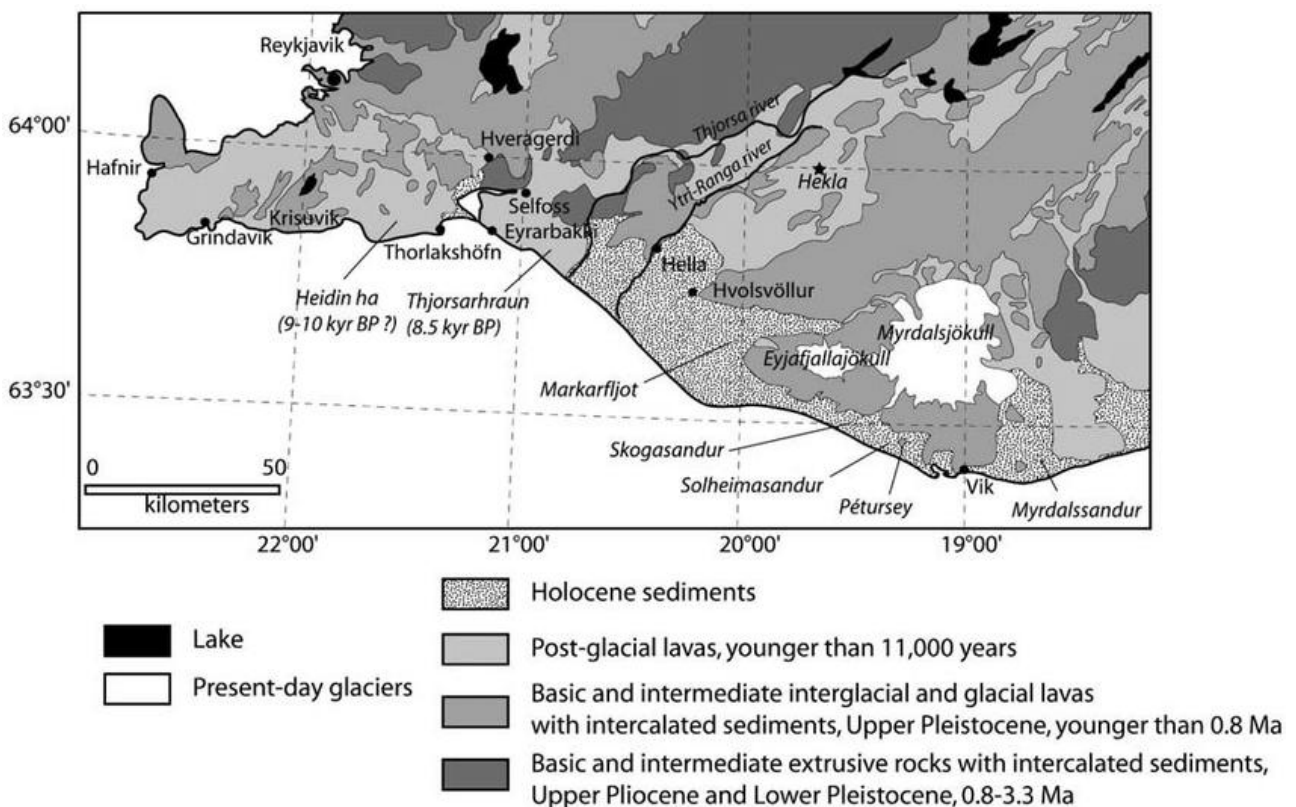 Reykjavik
64°00'
Hafnir
Grindavik
Krisuvik
Hveragerdi
Selfoss
Eyrarbakki
Thorlakshöfn
Thjorsa river
Ytri-Ranga river
Hekla
Hella
Hvolsvöllur
Heidin ha
(9-10 kyr BP ?)
Thjorsarhraun
(8.5 kyr BP)
Myrdalsjökull
Eyjafjallajökull
Markarfljot
63°30'
Skogasandur
Solheimasandur
Pétursey
Vik
Myrdalssandur
0 50
kilometers
22°00' 21°00' 20°00' 19°00'
Holocene sediments
Lake
Post-glacial lavas, younger than 11,000 years
Present-day glaciers
Basic and intermediate interglacial and glacial lavas
with intercalated sediments, Upper Pleistocene, younger than 0.8 Ma
Basic and intermediate extrusive rocks with intercalated sediments,
Upper Pliocene and Lower Pleistocene, 0.8-3.3 Ma